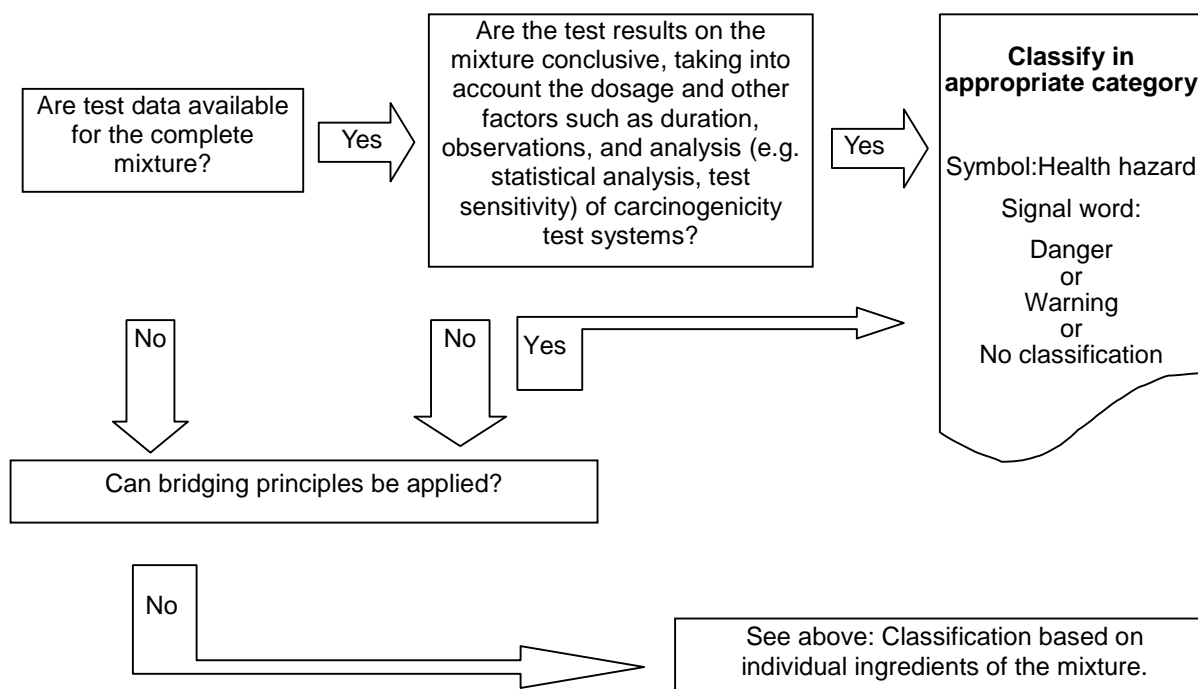 Are test data available
for the complete
mixture?
Yes
Are the test results on the
mixture conclusive, taking into
account the dosage and other
factors such as duration,
observations, and analysis (e.g.
statistical analysis, test
sensitivity) of carcinogenicity
test systems?
Yes
Classify in
appropriate category
Symbol:Health hazard
Signal word:
Danger
or
Warning
or
No classification
No
No
Yes
Can bridging principles be applied?
No
See above: Classification based on
individual ingredients of the mixture.